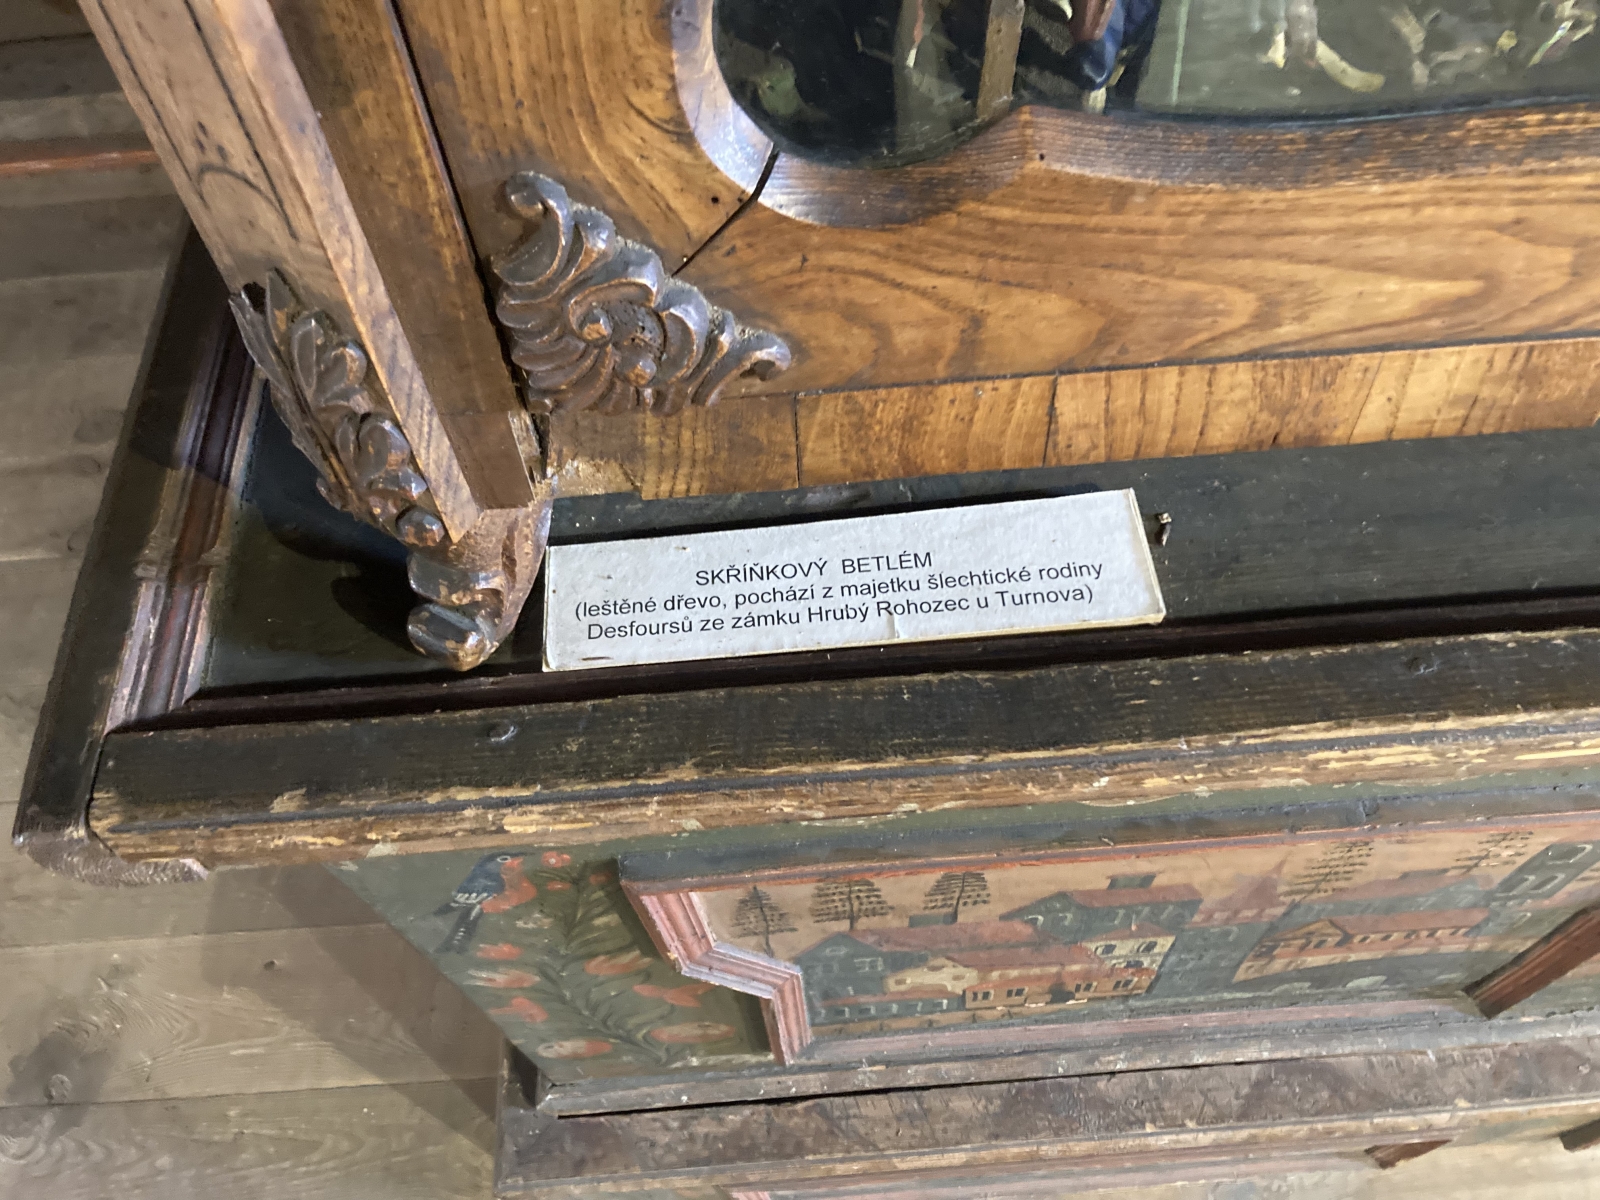 SKŘÍŇKOVÝ BETLÉM
(leštěné dřevo, pochází z majetku šlechtické rodiny
Desfoursů ze zámku Hrubý Rohozec u Turnova)